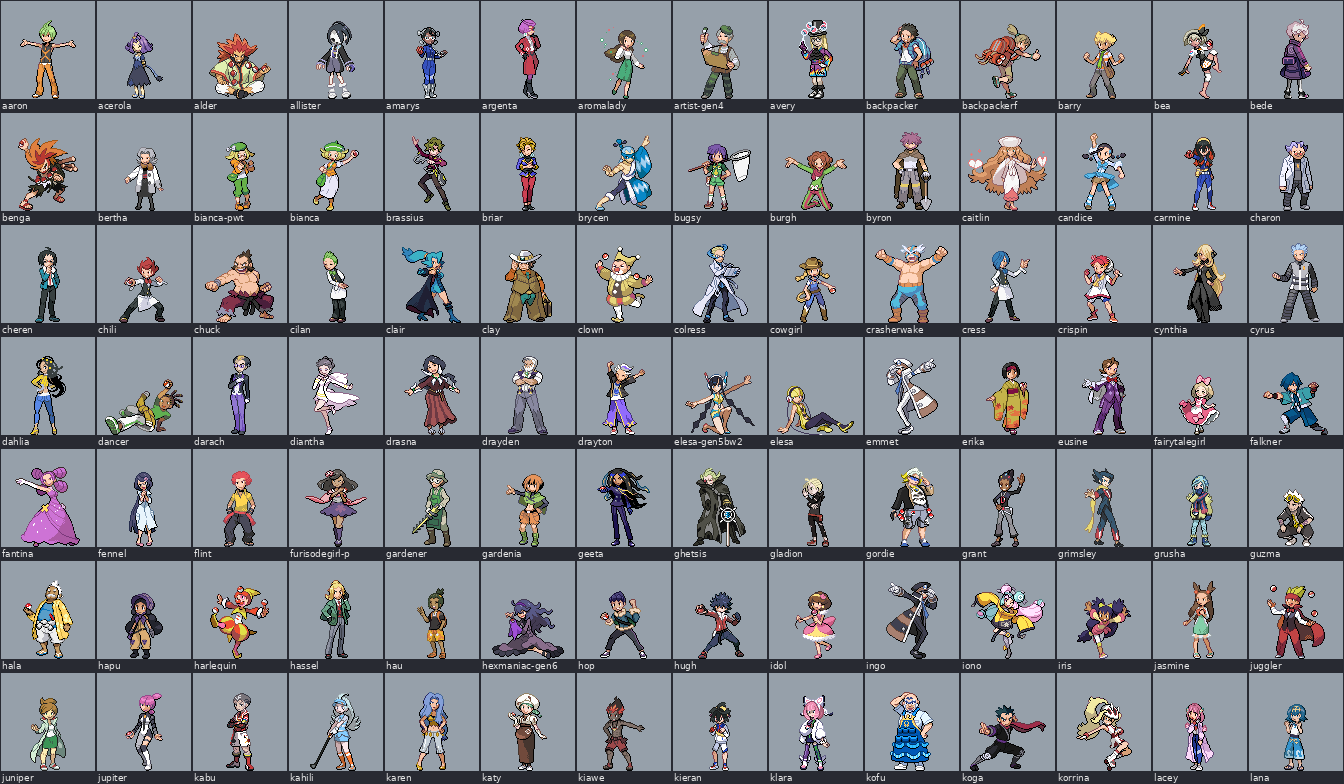 aaron acerola alder allister amarys argenta aromalady artist-gen4 avery backpacker backpackerf barry bea bede
benga bertha bianca-pwt bianca brassius briar brycen bugsy burgh byron caitlin candice carmine charon
cheren chili chuck cilan clair clay clown colress cowgirl crasherwake cress crispin cynthia cyrus
dahlia dancer darach diantha drasna drayden drayton elesa-gen5bw2 elesa emmet erika eusine fairytalegirl falkner
fantina fennel flint furisodegirl-p gardener gardenia geeta ghetsis gladion gordie grant grimsley grusha guzma
hala hapu harlequin hassel hau hexmaniac-gen6 hop hugh idol ingo iono iris jasmine juggler
juniper jupiter kabu kahili karen katy kiawe kieran klara kofu koga korrina lacey lana